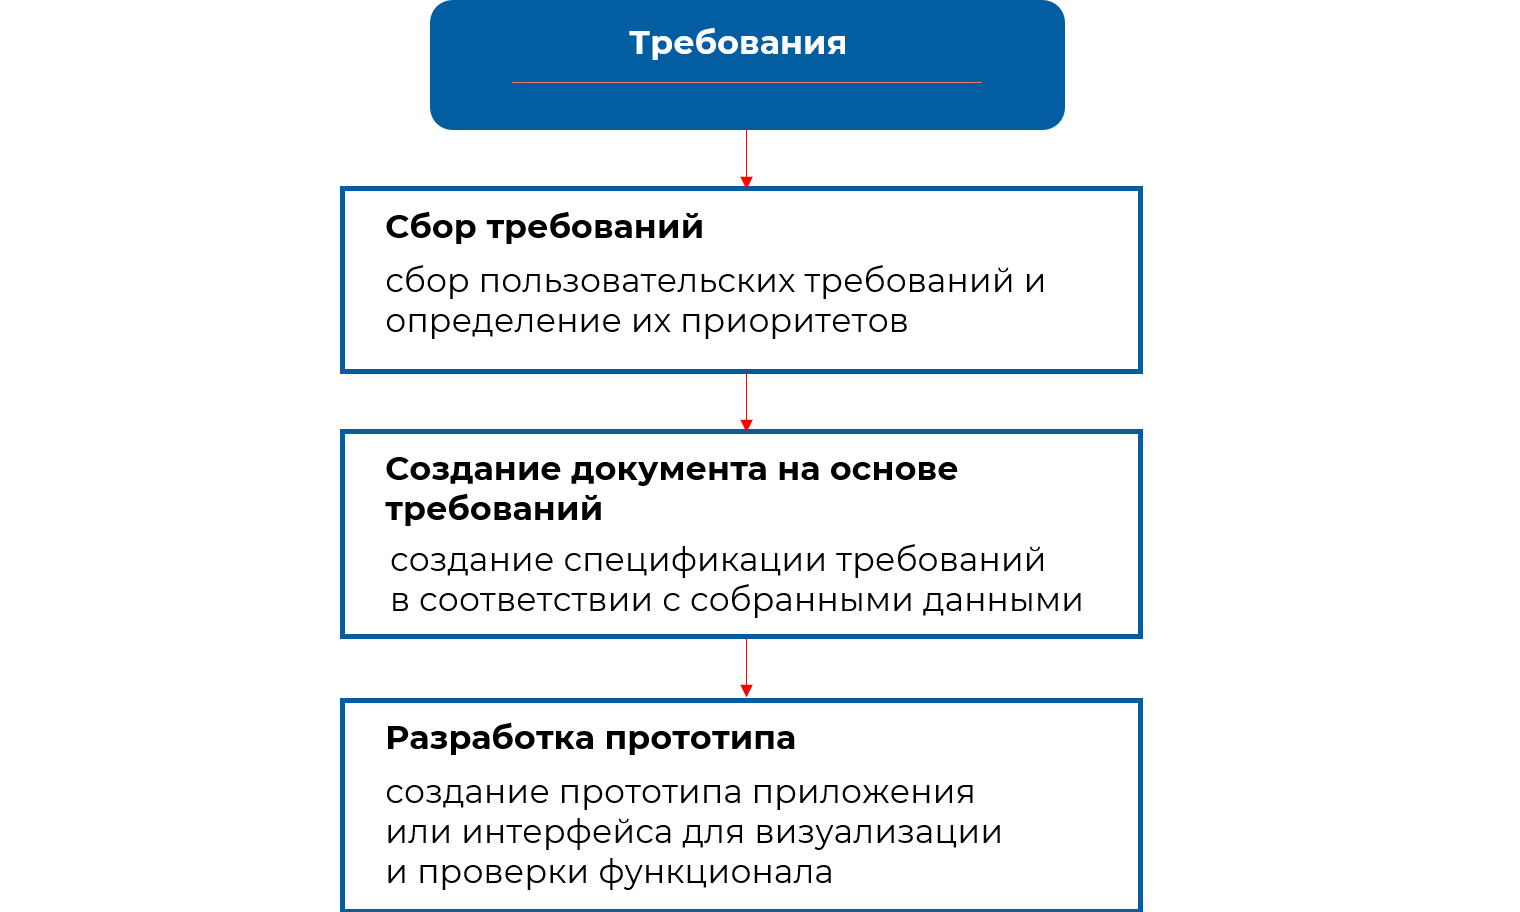 Требования
Сбор требований
сбор пользовательских требований и
определение их приоритетов
Создание документа на основе
требований
создание спецификации требований
в соответствии с собранными данными
Разработка прототипа
создание прототипа приложения
или интерфейса для визуализации
и проверки функционала